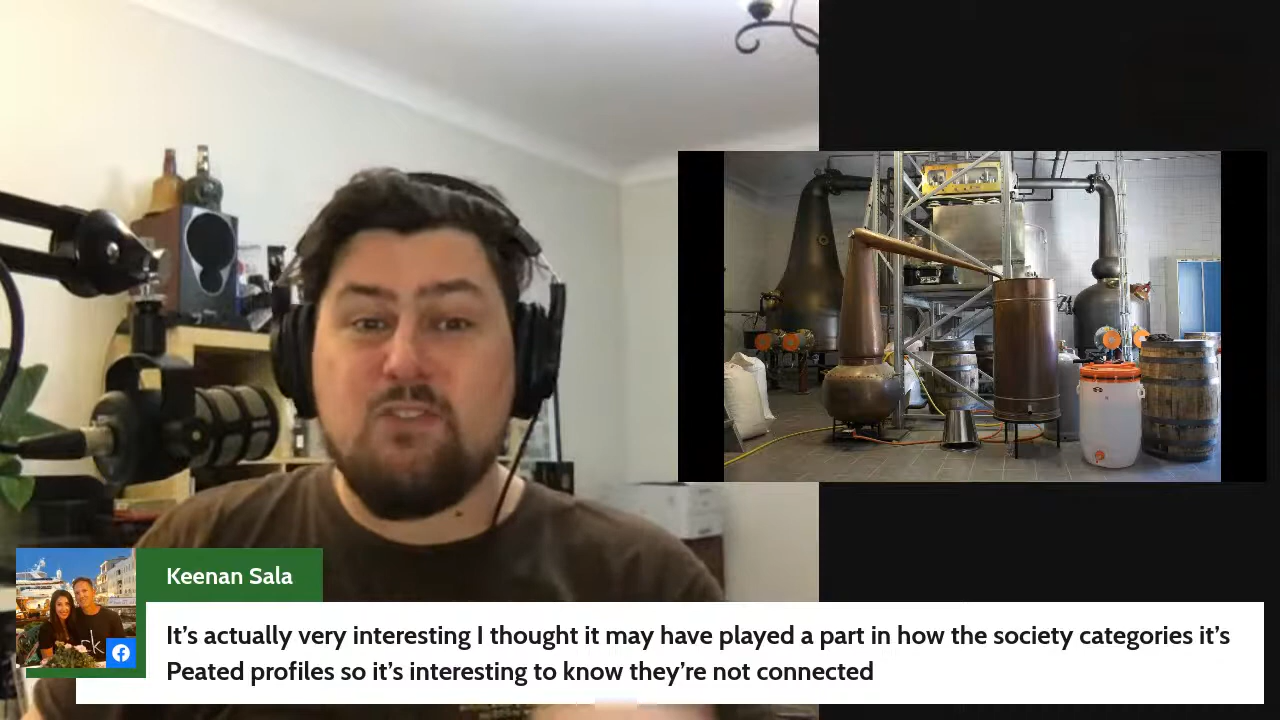 Keenan Sala
It’s actually very interesting I thought it may have played a part in how the society categories it’s
Peated profiles so it’s interesting to know they’re not connected